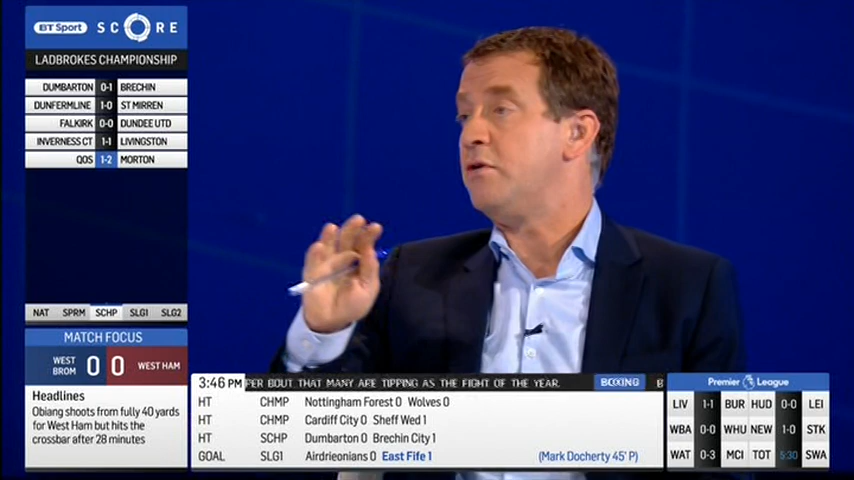 BT Sport SCORE
LADBROKES CHAMPIONSHIP
DUMBARTON 0-1 BRECHIN
DUNFERMLINE 1-0 ST MIRREN
FALKIRK 0-0 DUNDEE UTD
INVERNESS CT 1-1 LIVINGSTON
QOS 1-2 MORTON
NAT SPRM SCHP SLG1 SLG2
MATCH FOCUS
WEST BROM 0 0 WEST HAM
Headlines
Obiang shoots from fully 40 yards
for West Ham but hits the
crossbar after 28 minutes
3:46 PM PER BOUT THAT MANY ARE TIPPING AS THE FIGHT OF THE YEAR. BOXING
HT CHMP Nottingham Forest 0 Wolves 0
HT CHMP Cardiff City 0 Sheff Wed 1
HT SCHP Dumbarton 0 Brechin City 1
GOAL SLG1 Airdrieonians 0 East Fife 1 (Mark Docherty 45' P)
Premier League
LIV 1-1 BUR HUD 0-0 LEI
WBA 0-0 WHU NEW 1-0 STK
WAT 0-3 MCI TOT 5:30 SWA